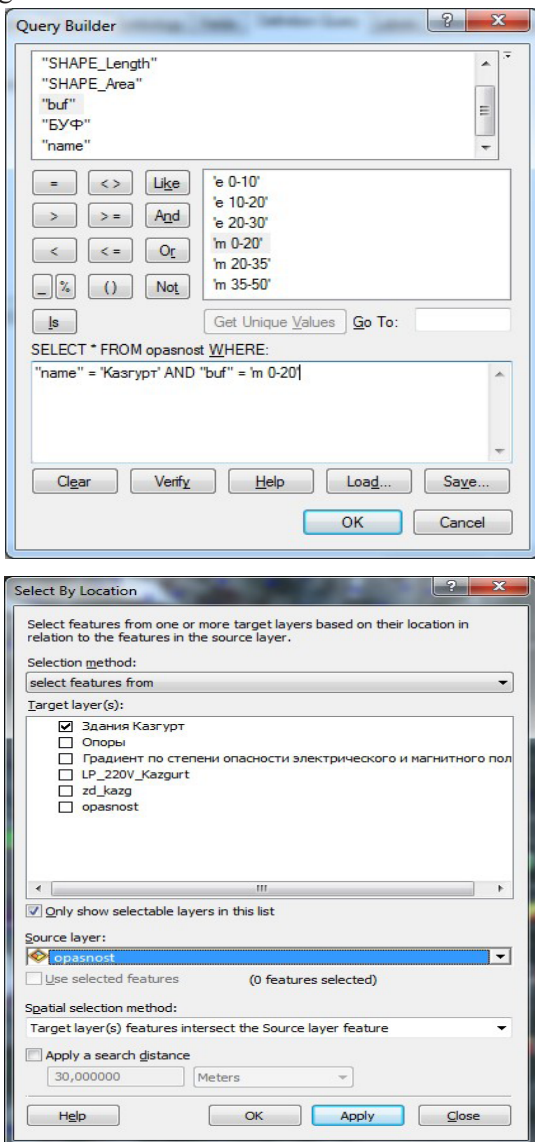 Query Builder
"SHAPE_Length"
"SHAPE_Area"
"buf"
"БУФ"
"name"
= <> Like
> >= And
< <= Or
_ % () Not
Is
'e 0-10'
'e 10-20'
'e 20-30'
'm 0-20'
'm 20-35'
'm 35-50'
Get Unique Values Go To:
SELECT * FROM opasnost WHERE:
"name" = 'Казгурт' AND "buf" = 'm 0-20'
Clear Verify Help Load... Save...
OK Cancel
Select By Location
Select features from one or more target layers based on their location in
relation to the features in the source layer.
Selection method:
select features from
Target layer(s):
Здания Казгурт
Опоры
Градиент по степени опасности электрического и магнитного пол
LP_220V_Kazgurt
zd_kazg
opasnost
Only show selectable layers in this list
Source layer:
opasnost
Use selected features (0 features selected)
Spatial selection method:
Target layer(s) features intersect the Source layer feature
Apply a search distance
30,000000 Meters
Help OK Apply Close